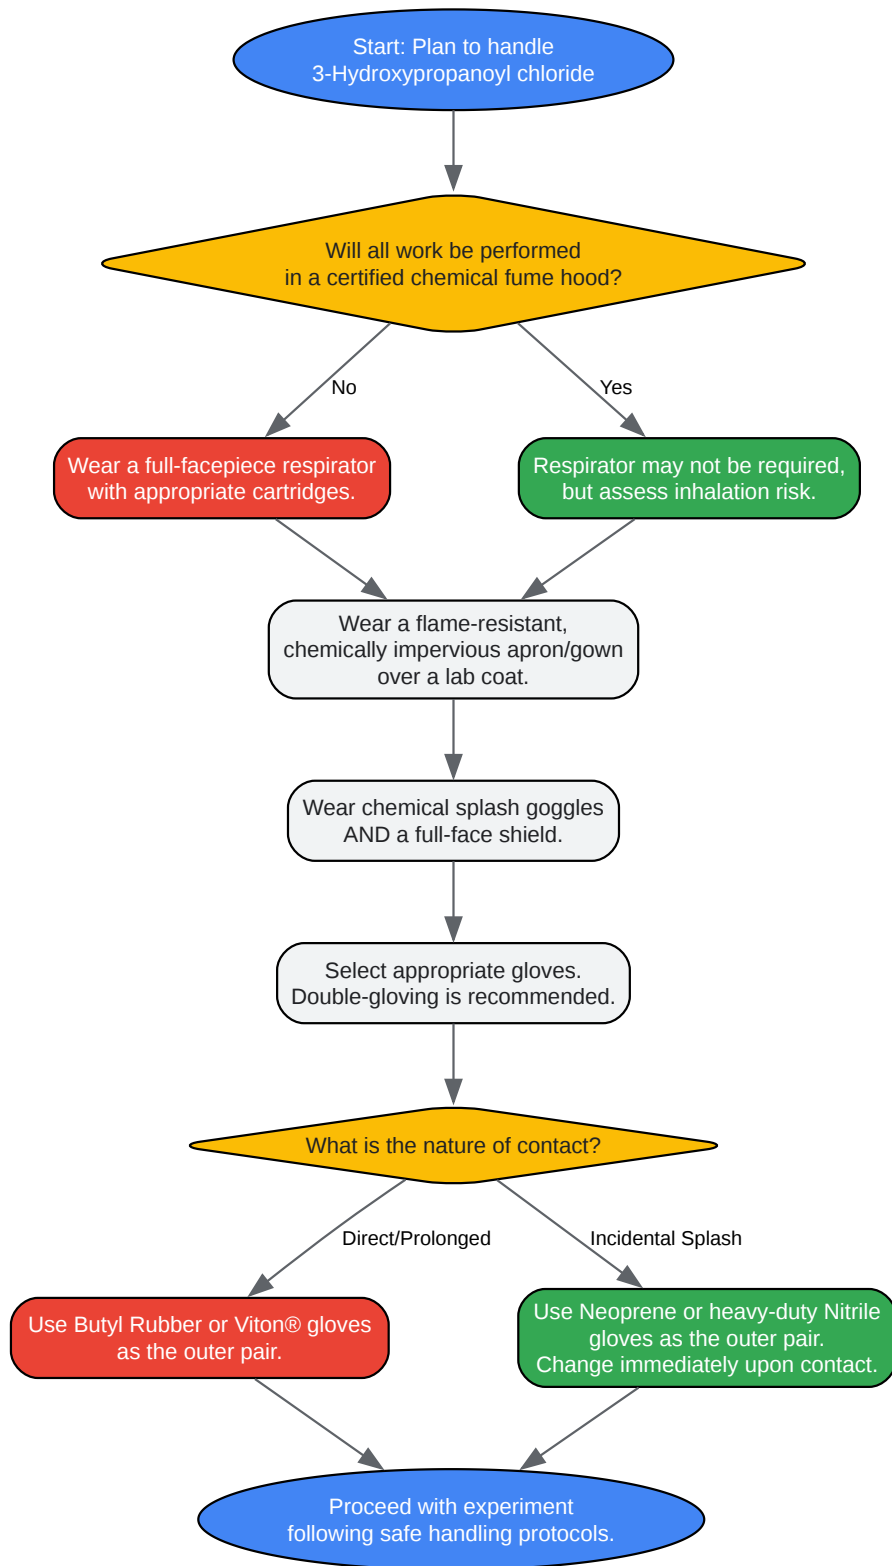 Start: Plan to handle
3-Hydroxypropanoyl chloride
Will all work be performed
in a certified chemical fume hood?
No
Yes
Wear a full-facepiece respirator
with appropriate cartridges.
Respirator may not be required,
but assess inhalation risk.
Wear a flame-resistant,
chemically impervious apron/gown
over a lab coat.
Wear chemical splash goggles
AND a full-face shield.
Select appropriate gloves.
Double-gloving is recommended.
What is the nature of contact?
Direct/Prolonged
Incidental Splash
Use Butyl Rubber or Viton® gloves
as the outer pair.
Use Neoprene or heavy-duty Nitrile
gloves as the outer pair.
Change immediately upon contact.
Proceed with experiment
following safe handling protocols.